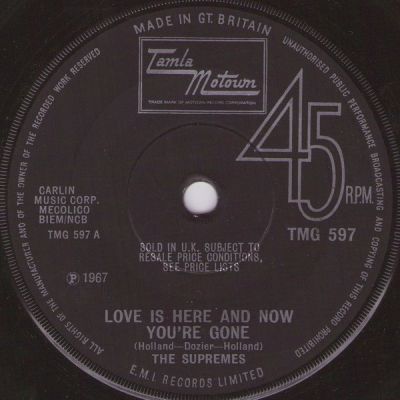 MADE IN GT. BRITAIN
ALL RIGHTS OF THE MANUFACTURER AND OF THE OWNER OF THE RECORDED WORK RESERVED
UNAUTHORISED PUBLIC PERFORMANCE BROADCASTING AND COPYING OF THIS RECORD PROHIBITED
Tamla
Motown
TRADE MARK OF MOTOWN RECORD CORPORATION
45
R.P.M.
CARLIN
MUSIC CORP.
MECOLICO
BIEM/NCB
TMG 597 A
TMG 597
SOLD IN U.K. SUBJECT TO
RESALE PRICE CONDITIONS,
SEE PRICE LISTS
Ⓟ 1967
LOVE IS HERE AND NOW
YOU'RE GONE
(Holland—Dozier—Holland)
THE SUPREMES
E.M.I. RECORDS LIMITED